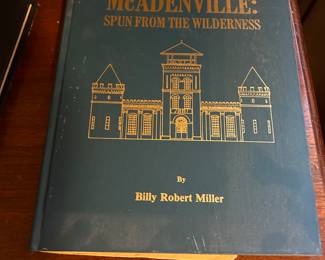 McADENVILLE:
SPUN FROM THE WILDERNESS
By
Billy Robert Miller